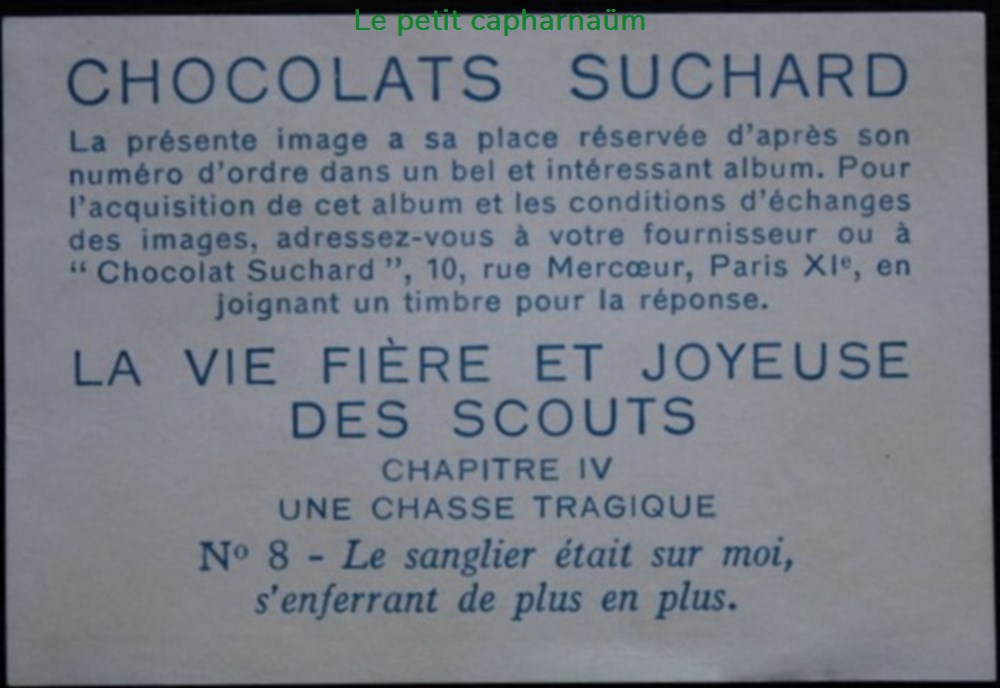 Le petit capharnaüm
CHOCOLATS SUCHARD
La présente image a sa place réservée d'après son
numéro d'ordre dans un bel et intéressant album. Pour
l'acquisition de cet album et les conditions d'échanges
des images, adressez-vous à votre fournisseur ou à
“ Chocolat Suchard ”, 10, rue Mercœur, Paris XIᵉ, en
joignant un timbre pour la réponse.
LA VIE FIÈRE ET JOYEUSE
DES SCOUTS
CHAPITRE IV
UNE CHASSE TRAGIQUE
Nº 8 - Le sanglier était sur moi,
s'enferrant de plus en plus.